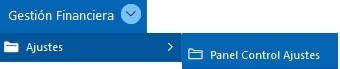 Gestión Financiera
Ajustes
Panel Control Ajustes